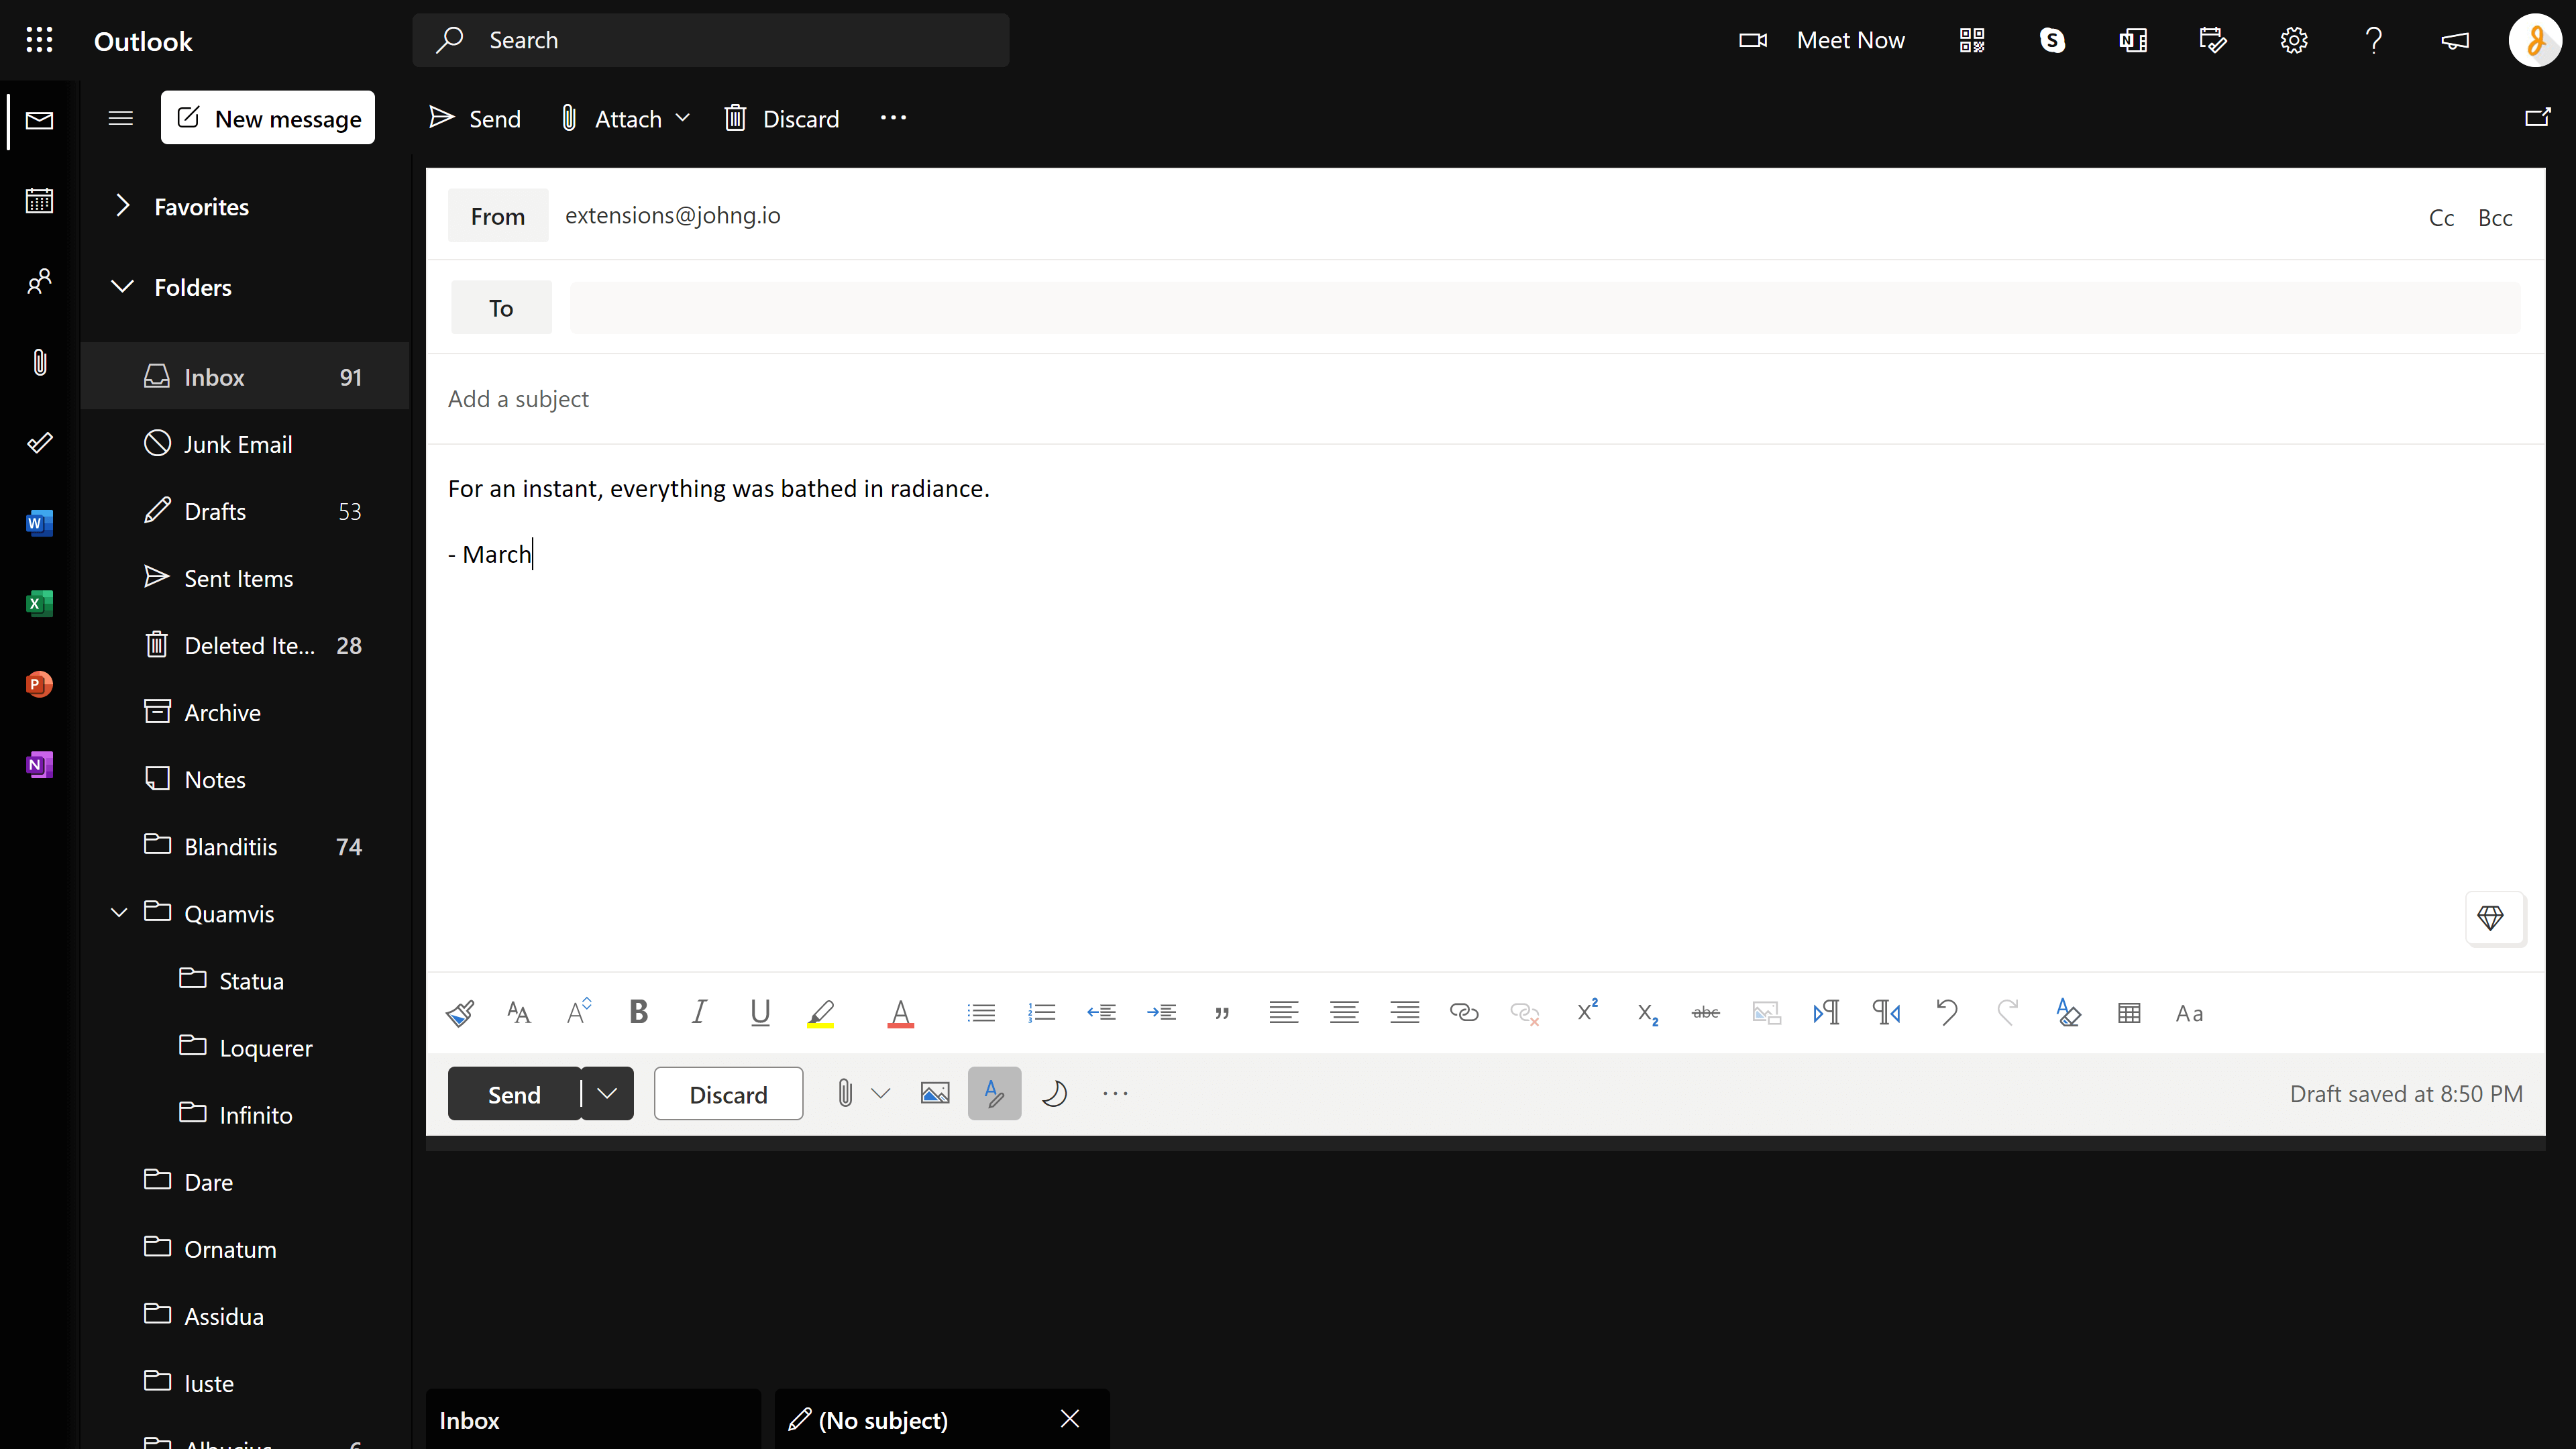 Outlook
Search
Meet Now
New message
Send
Attach
Discard
Favorites
From
extensions@johng.io
Cc
Bcc
Folders
To
Inbox 91
Add a subject
Junk Email
For an instant, everything was bathed in radiance.
Drafts 53
- March
Sent Items
Deleted Ite... 28
Archive
Notes
Blanditiis 74
Quamvis
Statua
Loquerer
Infinito
Dare
Ornatum
Assidua
Iuste
Send
Discard
Draft saved at 8:50 PM
Inbox
(No subject)